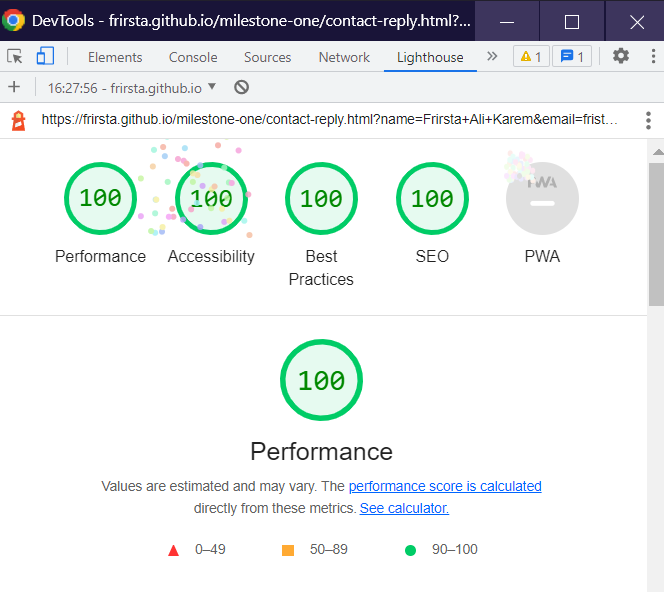 DevTools - frirsta.github.io/milestone-one/contact-reply.html?...
Elements Console Sources Network Lighthouse 1 1
16:27:56 - frirsta.github.io
https://frirsta.github.io/milestone-one/contact-reply.html?name=Frirsta+Ali+Karem&email=frist…
100 100 100 100 PWA
Performance Accessibility Best Practices SEO PWA
100
Performance
Values are estimated and may vary. The performance score is calculated
directly from these metrics. See calculator.
0–49 50–89 90–100